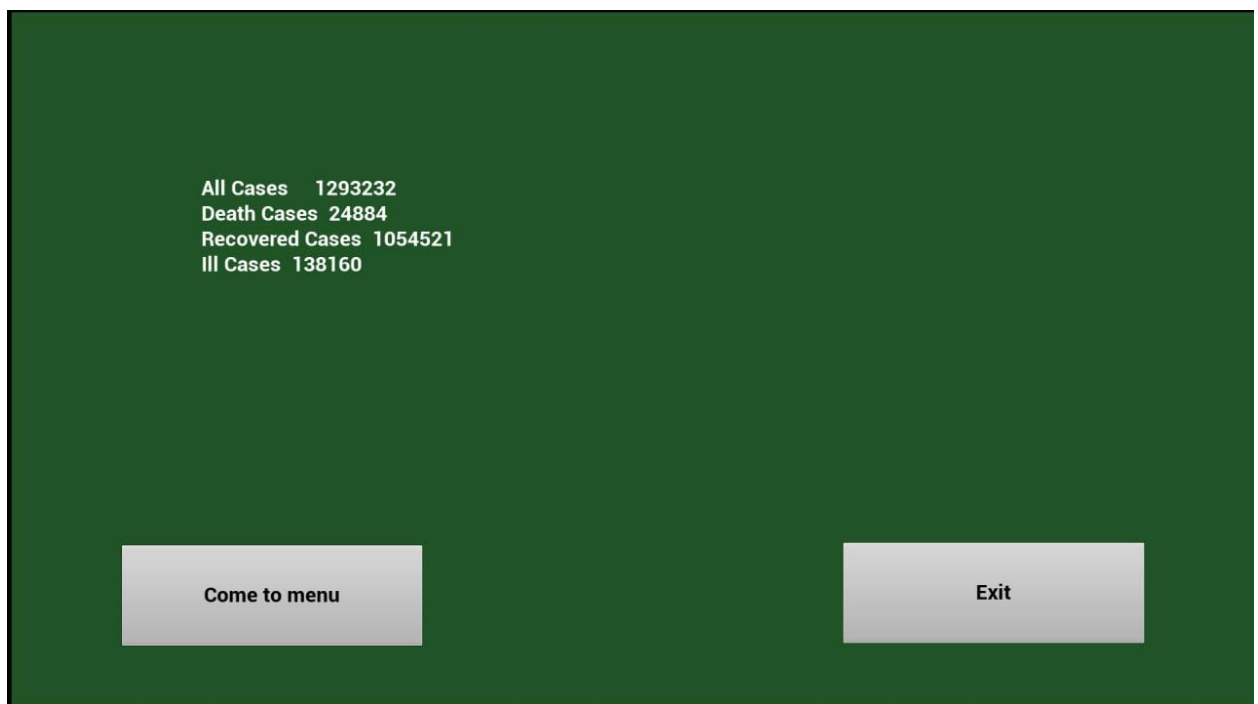 All Cases 1293232
Death Cases 24884
Recovered Cases 1054521
Ill Cases 138160
Come to menu
Exit